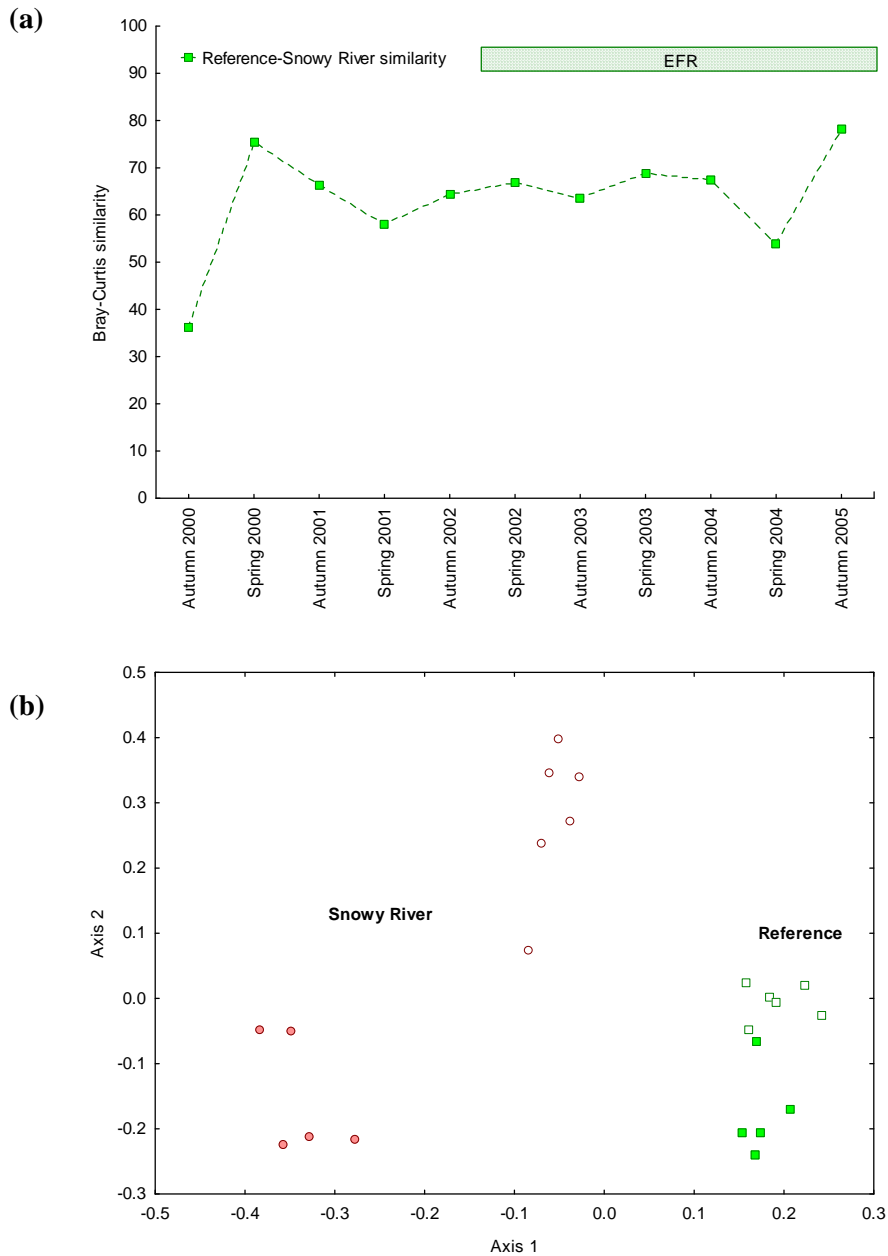 (a)
100
90
80
70
60
50
40
30
20
10
0
Bray-Curtis similarity
Reference-Snowy River similarity
EFR
Autumn 2000
Spring 2000
Autumn 2001
Spring 2001
Autumn 2002
Spring 2002
Autumn 2003
Spring 2003
Autumn 2004
Spring 2004
Autumn 2005
(b)
0.5
0.4
0.3
0.2
0.1
0.0
-0.1
-0.2
-0.3
Axis 2
Snowy River
Reference
-0.5
-0.4
-0.3
-0.2
-0.1
0.0
0.1
0.2
0.3
Axis 1